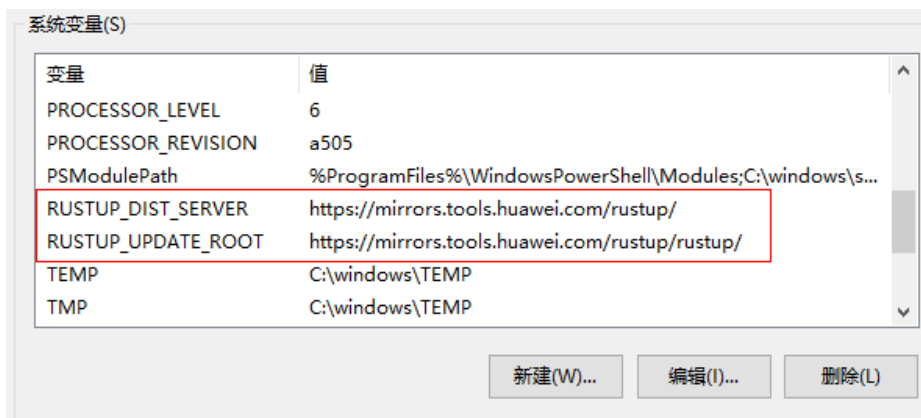 系统变量(S)
变量 值
PROCESSOR_LEVEL 6
PROCESSOR_REVISION a505
PSModulePath %ProgramFiles%\WindowsPowerShell\Modules;C:\windows\s...
RUSTUP_DIST_SERVER https://mirrors.tools.huawei.com/rustup/
RUSTUP_UPDATE_ROOT https://mirrors.tools.huawei.com/rustup/rustup/
TEMP C:\windows\TEMP
TMP C:\windows\TEMP
新建(W)... 编辑(I)... 删除(L)